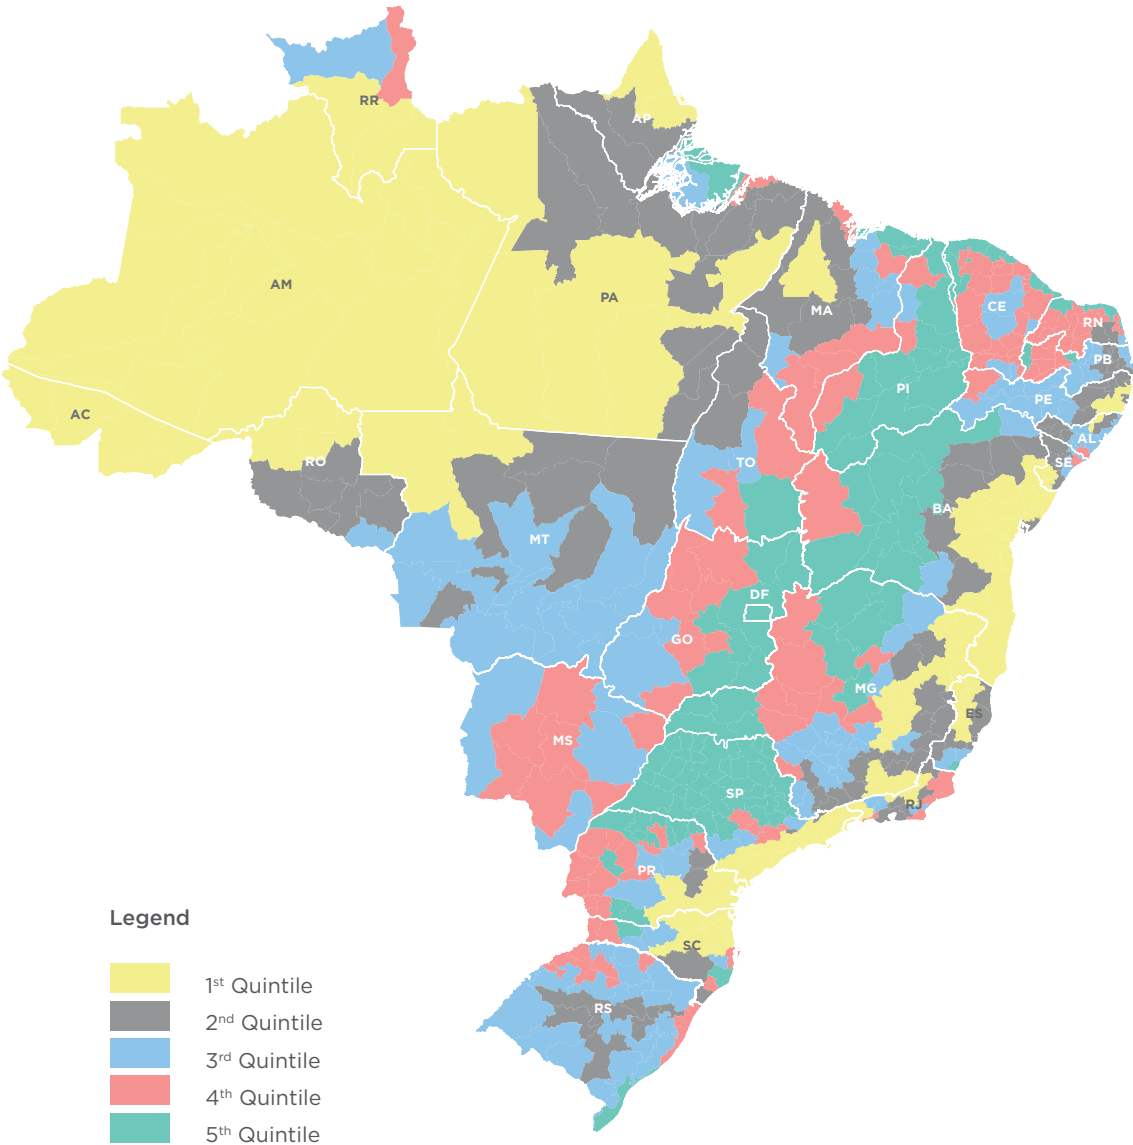 RR
AP
AM
PA
MA
CE
RN
PB
AC
PI
PE
AL
RO
TO
SE
BA
MT
DF
GO
MG
ES
MS
SP
RJ
PR
SC
RS
Legend
1st Quintile
2nd Quintile
3rd Quintile
4th Quintile
5th Quintile